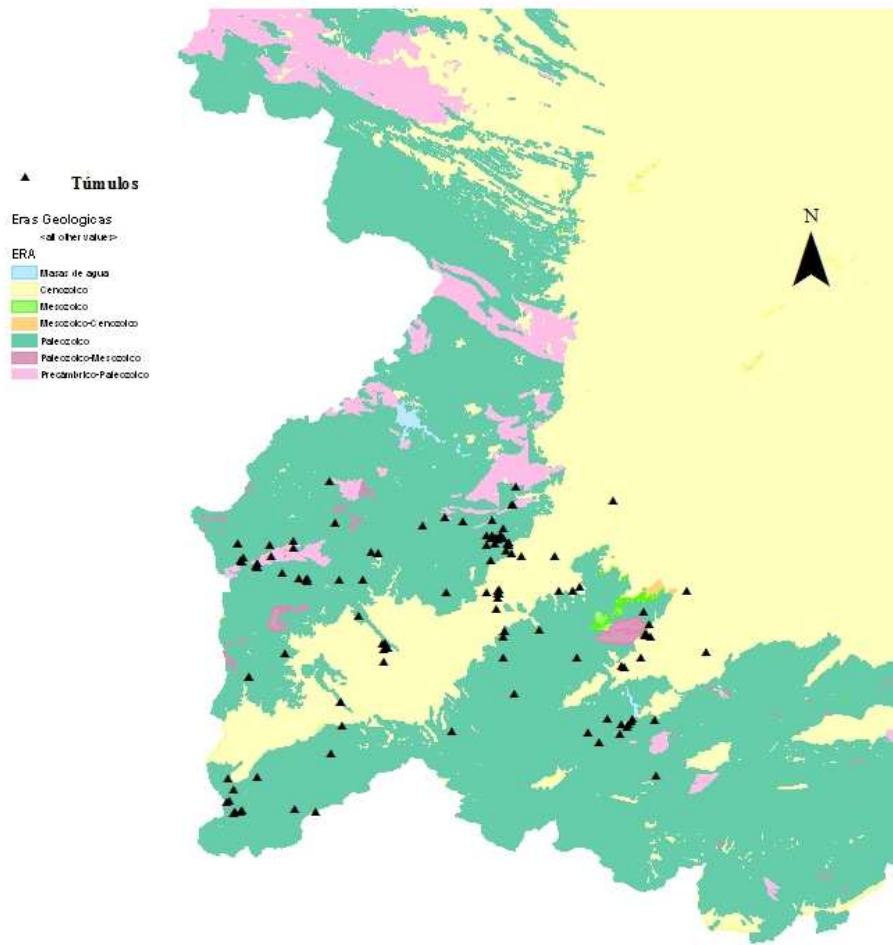 Túmulos
Eras Geologicas
<all other values>
ERA
Masas de agua
Cenozoico
Mesozoico
Mesozoico-Cenozoico
Paleozoico
Paleozoico-Mesozoico
Precámbrico-Paleozoico
N